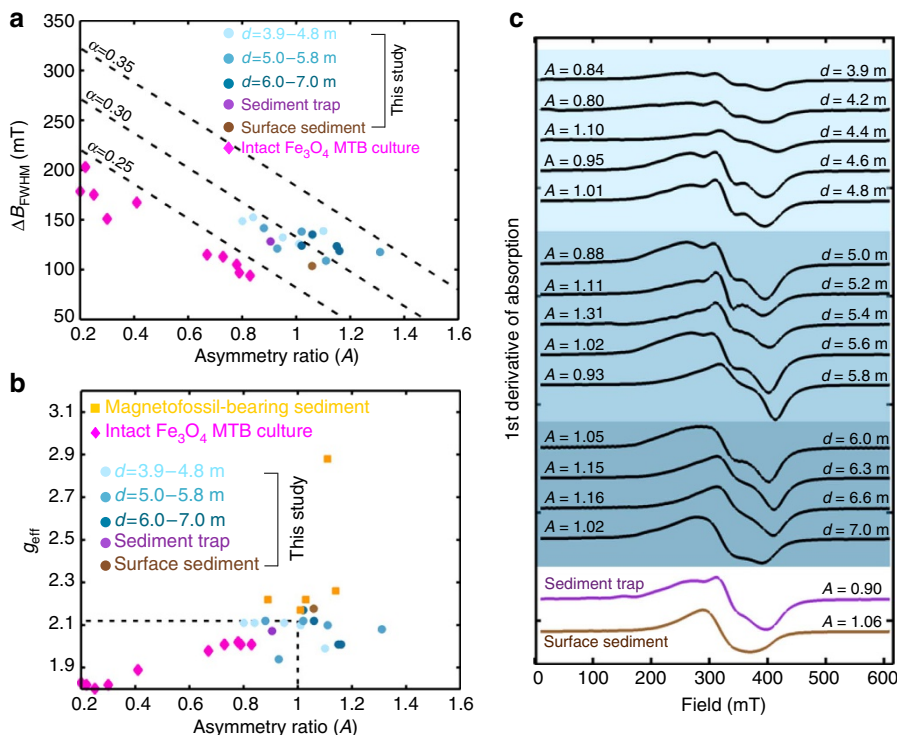 a
350
300
250
200
150
100
50
ΔB_FWHM (mT)
α=0.35
α=0.30
α=0.25
d=3.9–4.8 m
d=5.0–5.8 m
d=6.0–7.0 m
Sediment trap
Surface sediment
Intact Fe₃O₄ MTB culture
This study
0.2 0.4 0.6 0.8 1 1.2 1.4 1.6
Asymmetry ratio (A)
b
3.1
2.7
2.3
2.1
1.9
g_eff
Magnetofossil-bearing sediment
Intact Fe₃O₄ MTB culture
d=3.9–4.8 m
d=5.0–5.8 m
d=6.0–7.0 m
Sediment trap
Surface sediment
This study
0.2 0.4 0.6 0.8 1 1.2 1.4 1.6
Asymmetry ratio (A)
c
1st derivative of absorption
A = 0.84 d = 3.9 m
A = 0.80 d = 4.2 m
A = 1.10 d = 4.4 m
A = 0.95 d = 4.6 m
A = 1.01 d = 4.8 m
A = 0.88 d = 5.0 m
A = 1.11 d = 5.2 m
A = 1.31 d = 5.4 m
A = 1.02 d = 5.6 m
A = 0.93 d = 5.8 m
A = 1.05 d = 6.0 m
A = 1.15 d = 6.3 m
A = 1.16 d = 6.6 m
A = 1.02 d = 7.0 m
Sediment trap A = 0.90
Surface sediment A = 1.06
0 100 200 300 400 500 600
Field (mT)